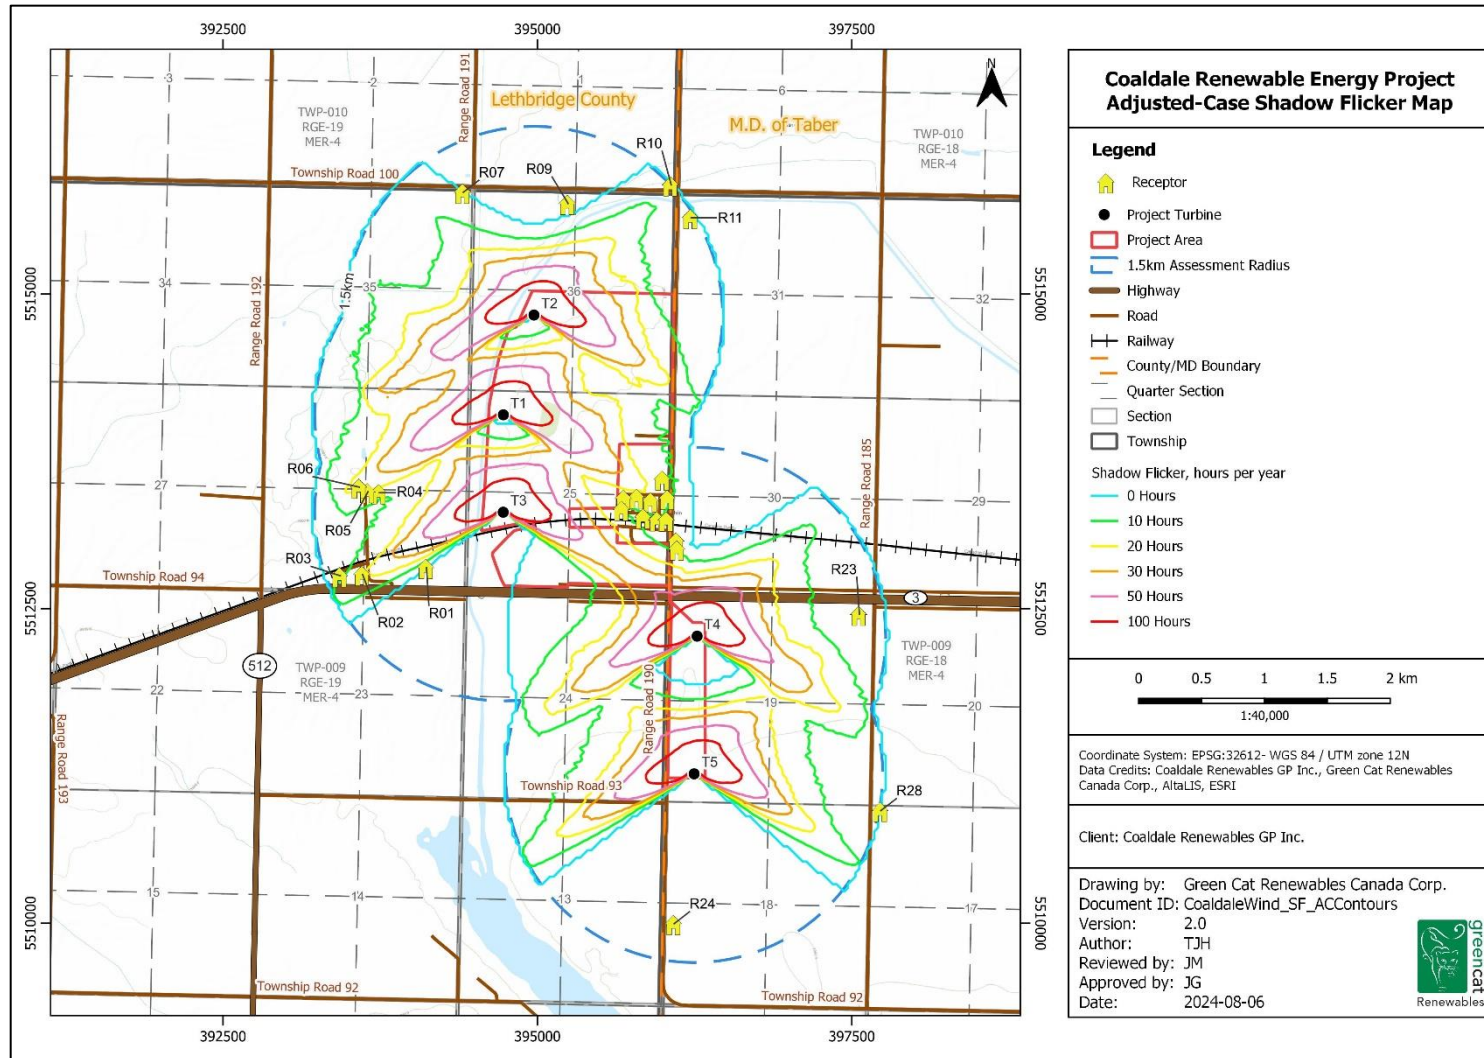 392500
395000
397500
N
Lethbridge County
M.D. of Taber
TWP-010
RGE-19
MER-4
TWP-010
RGE-18
MER-4
Range Road 191
Township Road 100
-3
-2
1
6
R07
R09
R10
R11
34
35
36
31
32
1.5km
Range Road 192
5515000
5515000
T2
T1
T3
R06
R04
R05
R03
R02
R01
27
25
30
29
Range Road 185
Township Road 94
R23
3
5512500
5512500
T4
512
TWP-009
RGE-19
MER-4
TWP-009
RGE-18
MER-4
22
23
24
19
20
Range Road 190
Range Road 193
T5
Township Road 93
R28
15
14
13
18
17
R24
5510000
5510000
Township Road 92
Township Road 92
392500
395000
397500
Coaldale Renewable Energy Project
Adjusted-Case Shadow Flicker Map
Legend
Receptor
Project Turbine
Project Area
1.5km Assessment Radius
Highway
Road
Railway
County/MD Boundary
Quarter Section
Section
Township
Shadow Flicker, hours per year
0 Hours
10 Hours
20 Hours
30 Hours
50 Hours
100 Hours
0 0.5 1 1.5 2 km
1:40,000
Coordinate System: EPSG:32612- WGS 84 / UTM zone 12N
Data Credits: Coaldale Renewables GP Inc., Green Cat Renewables
Canada Corp., AltaLIS, ESRI
Client: Coaldale Renewables GP Inc.
Drawing by: Green Cat Renewables Canada Corp.
Document ID: CoaldaleWind_SF_ACContours
Version: 2.0
Author: TJH
Reviewed by: JM
Approved by: JG
Date: 2024-08-06
greencat
Renewables